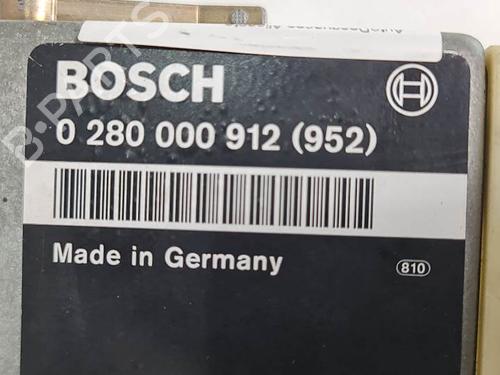 B-PARTS
BOSCH
0 280 000 912 (952)
Made in Germany
810